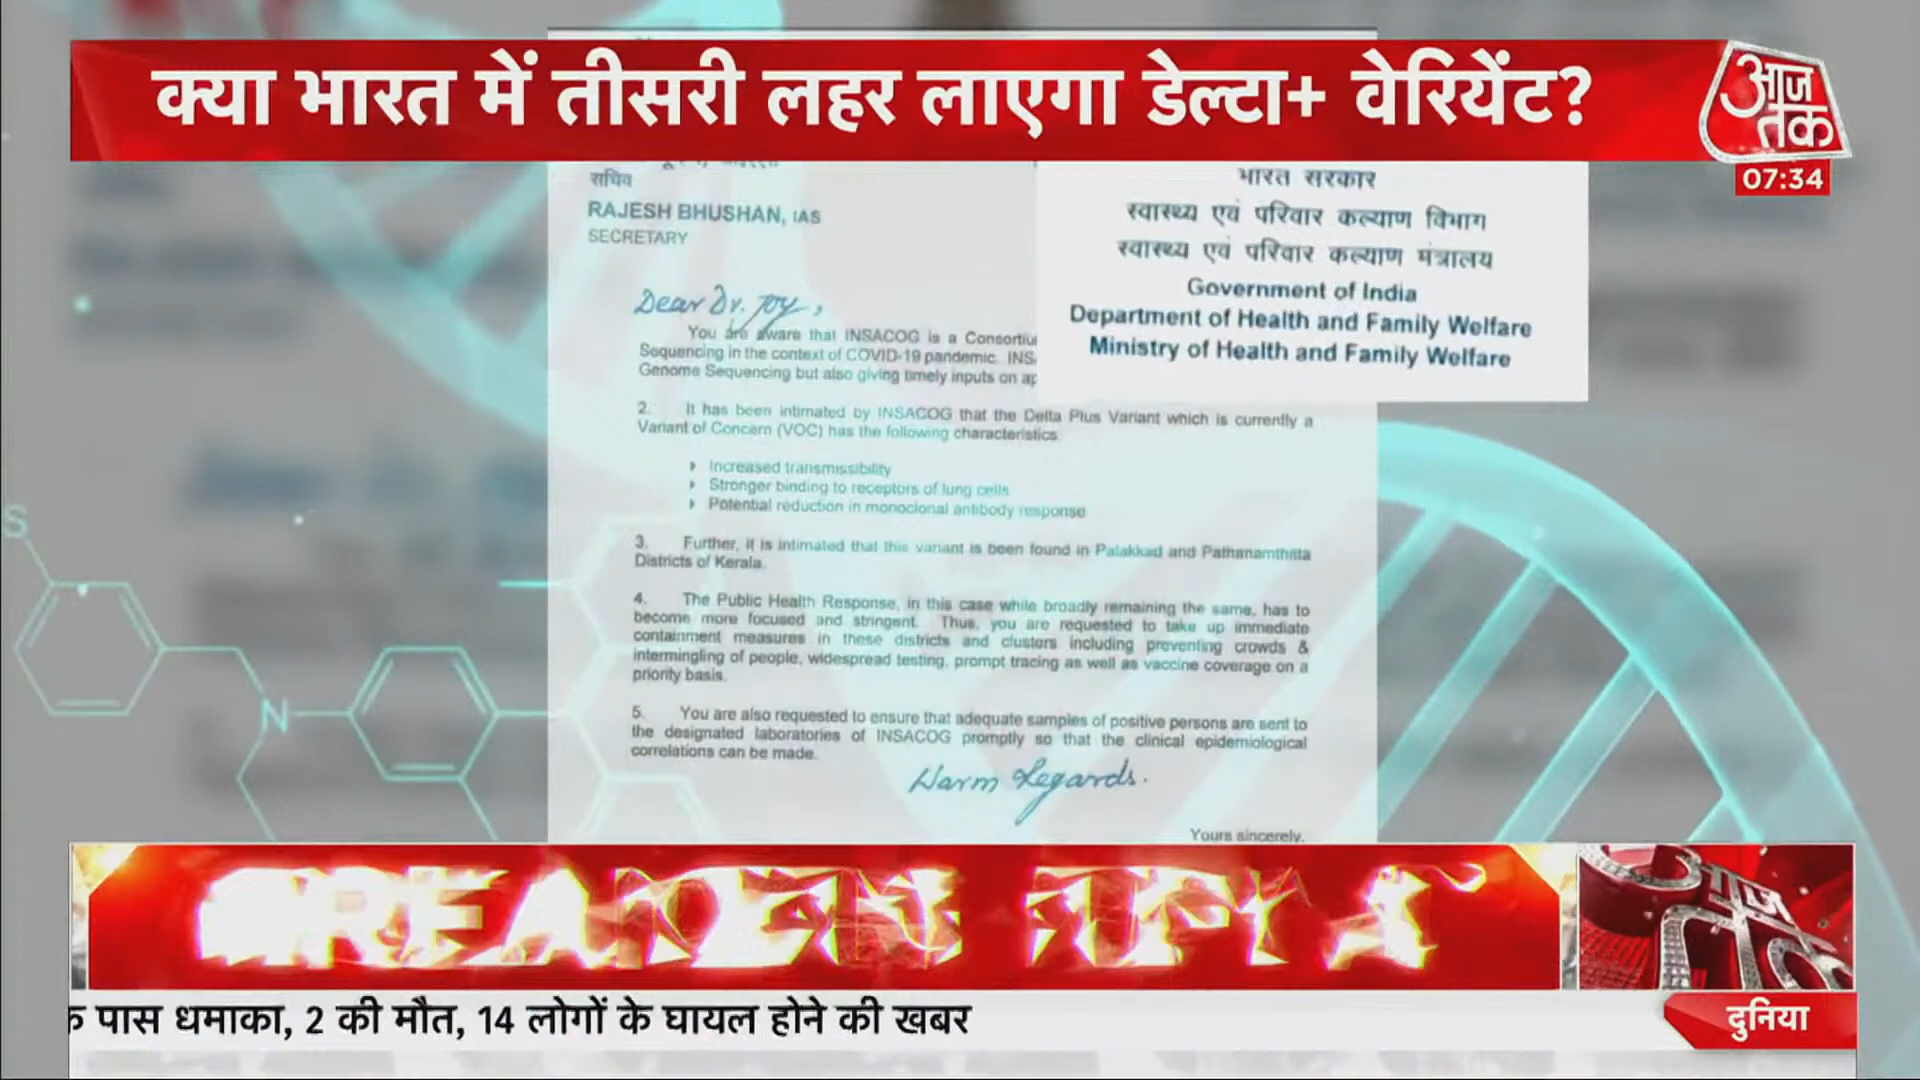 क्या भारत में तीसरी लहर लाएगा डेल्टा+ वेरियेंट?
आज
तक
07:34
सचिव
RAJESH BHUSHAN, IAS
SECRETARY
भारत सरकार
स्वास्थ्य एवं परिवार कल्याण विभाग
स्वास्थ्य एवं परिवार कल्याण मंत्रालय
Government of India
Department of Health and Family Welfare
Ministry of Health and Family Welfare
Dear Dr. Joy,
You are aware that INSACOG is a
Sequencing in the context of COVID-19 pandemic.
Genome Sequencing but also giving timely inputs on
2. It has been intimated by INSACOG that the Delta Plus Variant which is currently a
Variant of Concern (VOC) has the following characteristics:
Increased transmissibility
Stronger binding to receptors of lung cells
Potential reduction in monoclonal antibody response
3. Further, it is intimated that this variant is been found in Palakkad and Pathanamthitta
Districts of Kerala.
4. The Public Health Response, in this case while broadly remaining the same, has to
become more focused and stringent. Thus, you are requested to take up immediate
containment measures in these districts and clusters including preventing crowds &
intermingling of people, widespread testing, prompt tracing as well as vaccine coverage on a
priority basis.
5. You are also requested to ensure that adequate samples of positive persons are sent to
the designated laboratories of INSACOG promptly so that the clinical epidemiological
correlations can be made.
Warm Regards.
Yours sincerely,
S
N
आज
तक
पास धमाका, 2 की मौत, 14 लोगों के घायल होने की खबर
दुनिया